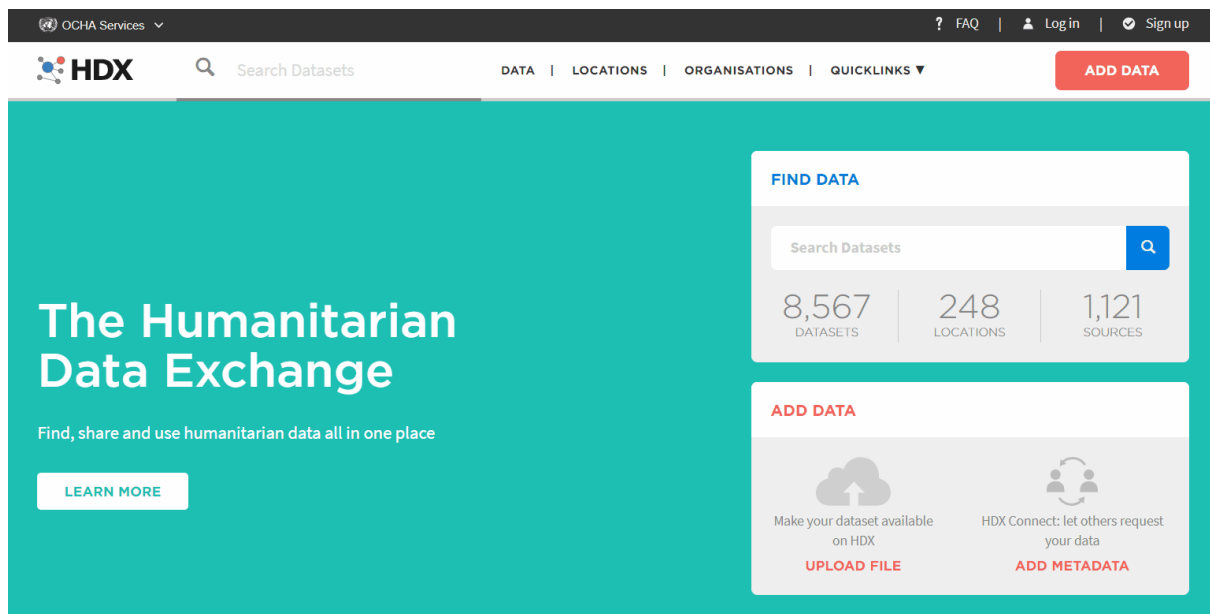 OCHA Services
? FAQ | Log in | Sign up
HDX
Search Datasets
DATA | LOCATIONS | ORGANISATIONS | QUICKLINKS ▼
ADD DATA
The Humanitarian
Data Exchange
Find, share and use humanitarian data all in one place
LEARN MORE
FIND DATA
Search Datasets
8,567 248 1,121
DATASETS LOCATIONS SOURCES
ADD DATA
Make your dataset available
on HDX
UPLOAD FILE
HDX Connect: let others request
your data
ADD METADATA